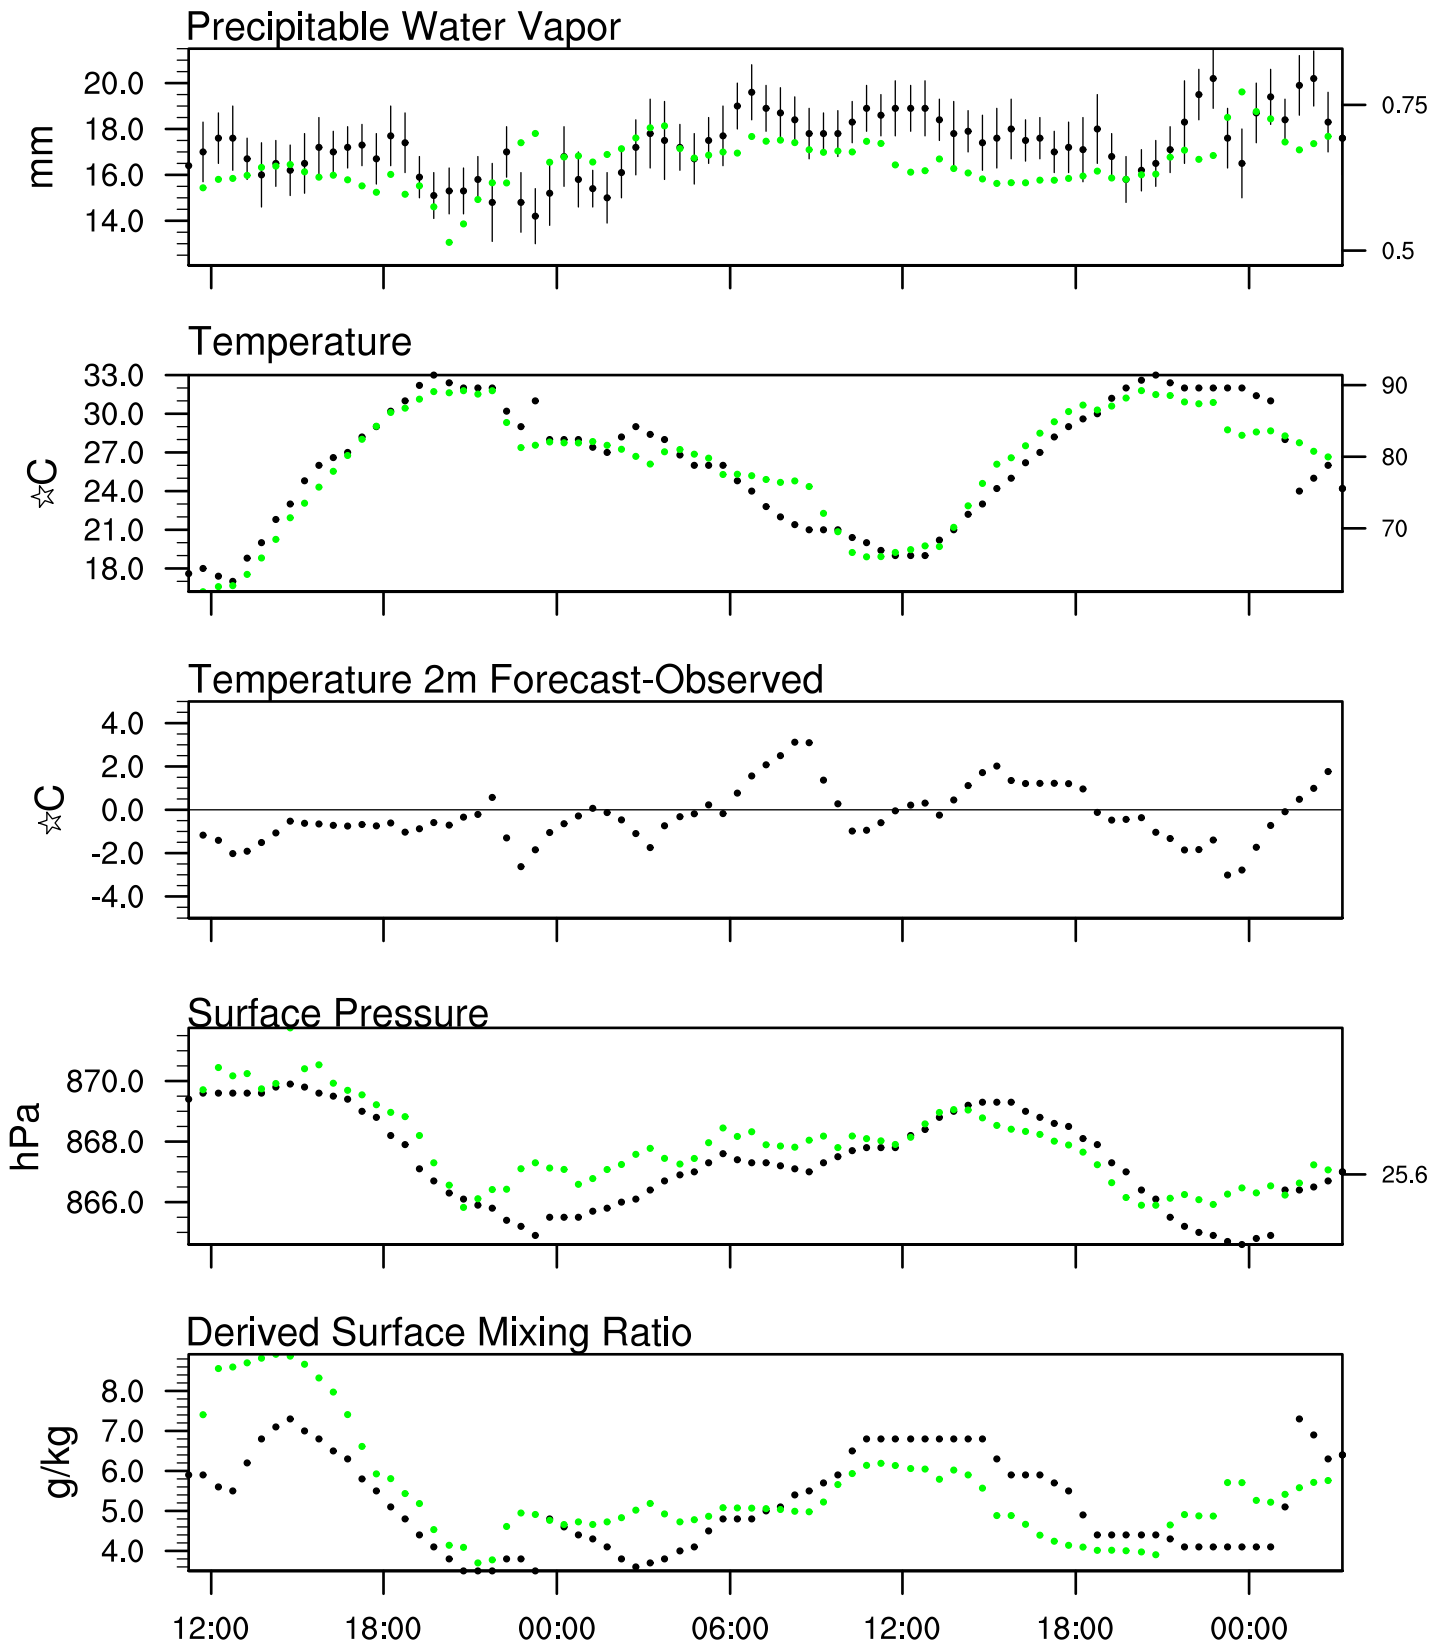 Precipitable Water Vapor
20.0
18.0
16.0
14.0
mm
0.75
0.5
Temperature
33.0
30.0
27.0
24.0
21.0
18.0
☆C
90
80
70
Temperature 2m Forecast-Observed
4.0
2.0
0.0
-2.0
-4.0
☆C
Surface Pressure
870.0
868.0
866.0
hPa
25.6
Derived Surface Mixing Ratio
8.0
7.0
6.0
5.0
4.0
g/kg
12:00 18:00 00:00 06:00 12:00 18:00 00:00